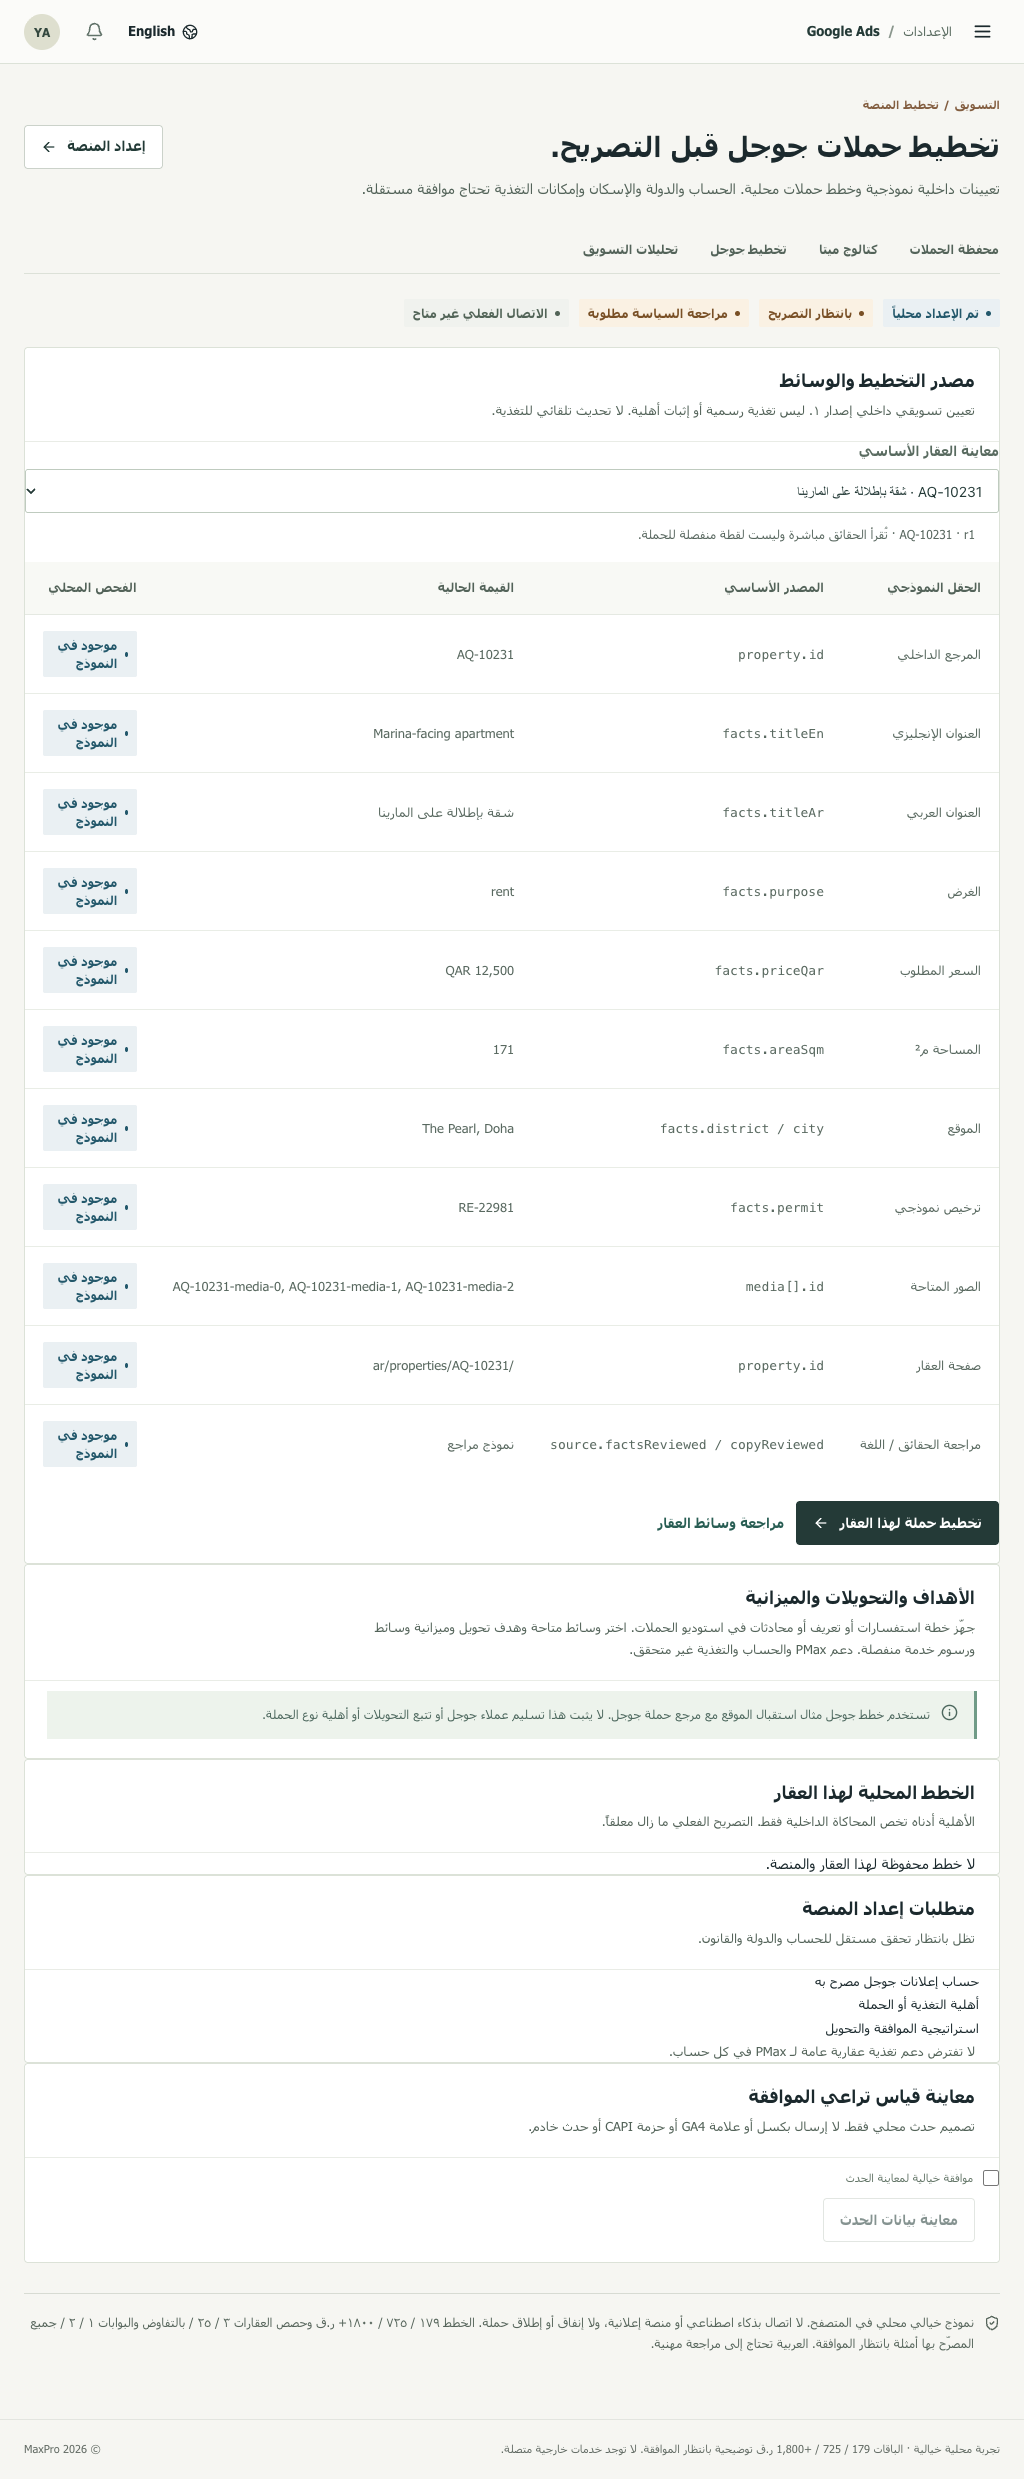 الإعدادات / Google Ads
English
YA
التسويق / تخطيط المنصة
تخطيط حملات جوجل قبل التصريح.
إعداد المنصة
تعيينات داخلية نموذجية وخطط حملات محلية. الحساب والدولة والإسكان وإمكانات التغذية تحتاج موافقة مستقلة.
محفظة الحملات
كتالوج ميتا
تخطيط جوجل
تحليلات التسويق
تم الإعداد محلياً
بانتظار التصريح
مراجعة السياسة مطلوبة
الاتصال الفعلي غير متاح
مصدر التخطيط والوسائط
تعيين تسويقي داخلي إصدار ١. ليس تغذية رسمية أو إثبات أهلية. لا تحديث تلقائي للتغذية.
معاينة العقار الأساسي
AQ-10231 · شقة بإطلالة على المارينا
AQ-10231 · r1 · تُقرأ الحقائق مباشرة وليست لقطة منفصلة للحملة.
الحقل النموذجي المصدر الأساسي القيمة الحالية الفحص المحلي
المرجع الداخلي property.id AQ-10231 موجود في النموذج
العنوان الإنجليزي facts.titleEn Marina-facing apartment موجود في النموذج
العنوان العربي facts.titleAr شقة بإطلالة على المارينا موجود في النموذج
الغرض facts.purpose rent موجود في النموذج
السعر المطلوب facts.priceQar QAR 12,500 موجود في النموذج
المساحة م² facts.areaSqm 171 موجود في النموذج
الموقع facts.district / city The Pearl, Doha موجود في النموذج
ترخيص نموذجي facts.permit RE-22981 موجود في النموذج
الصور المتاحة media[].id AQ-10231-media-0, AQ-10231-media-1, AQ-10231-media-2 موجود في النموذج
صفحة العقار property.id ar/properties/AQ-10231/ موجود في النموذج
مراجعة الحقائق / اللغة source.factsReviewed / copyReviewed نموذج مراجع موجود في النموذج
تخطيط حملة لهذا العقار
مراجعة وسائط العقار
الأهداف والتحويلات والميزانية
جهّز خطة استفسارات أو تعريف أو محادثات في استوديو الحملات. اختر وسائط متاحة وهدف تحويل وميزانية وسائط
ورسوم خدمة منفصلة. دعم PMax والحساب والتغذية غير متحقق.
تستخدم خطط جوجل مثال استقبال الموقع مع مرجع حملة جوجل. لا يثبت هذا تسليم عملاء جوجل أو تتبع التحويلات أو أهلية نوع الحملة.
الخطط المحلية لهذا العقار
الأهلية أدناه تخص المحاكاة الداخلية فقط. التصريح الفعلي ما زال معلقاً.
لا خطط محفوظة لهذا العقار والمنصة.
متطلبات إعداد المنصة
تظل بانتظار تحقق مستقل للحساب والدولة والقانون.
حساب إعلانات جوجل مصرح به
أهلية التغذية أو الحملة
استراتيجية الموافقة والتحويل
لا تفترض دعم تغذية عقارية عامة لـ PMax في كل حساب.
معاينة قياس تراعي الموافقة
تصميم حدث محلي فقط. لا إرسال بكسل أو علامة GA4 أو حزمة CAPI أو حدث خادم.
موافقة خيالية لمعاينة الحدث
معاينة بيانات الحدث
نموذج خيالي محلي في المتصفح. لا اتصال بذكاء اصطناعي أو منصة إعلانية، ولا إنفاق أو إطلاق حملة. الخطط ١٧٩ / ٧٢٥ / ١٨٠٠+ ر.ق وحصص العقارات ٣ / ٢٥ / بالتفاوض والبوابات ١ / ٢ / جميع
المصرّح بها أمثلة بانتظار الموافقة. العربية تحتاج إلى مراجعة مهنية.
تجربة محلية خيالية · الباقات 179 / 725 / +1,800 ر.ق توضيحية بانتظار الموافقة. لا توجد خدمات خارجية متصلة.
© 2026 MaxPro